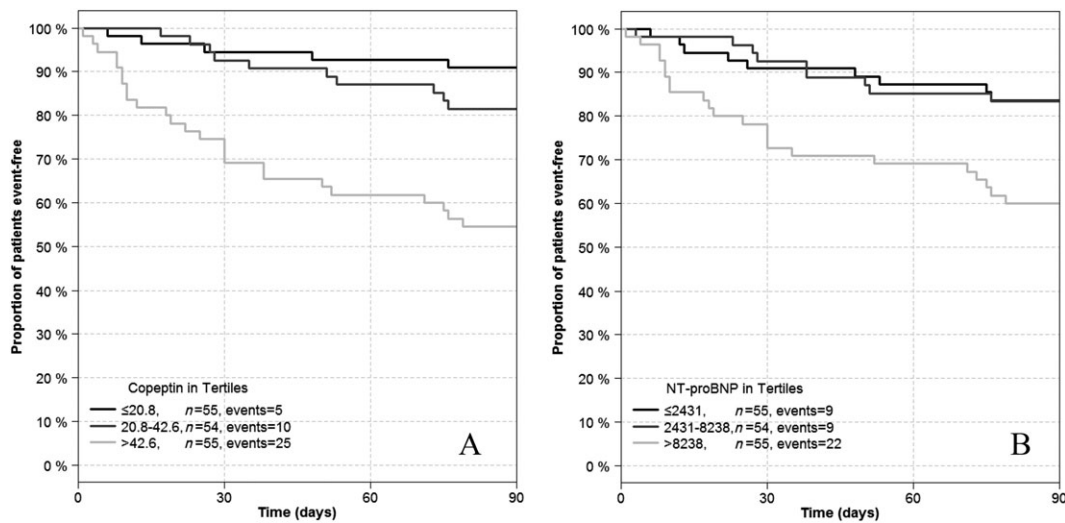 Proportion of patients event-free
100 %
90 %
80 %
70 %
60 %
50 %
40 %
30 %
20 %
10 %
0 %
Copeptin in Tertiles
≤20.8, n=55, events=5
20.8-42.6, n=54, events=10
>42.6, n=55, events=25
A
0 30 60 90
Time (days)
Proportion of patients event-free
100 %
90 %
80 %
70 %
60 %
50 %
40 %
30 %
20 %
10 %
0 %
NT-proBNP in Tertiles
≤2431, n=55, events=9
2431-8238, n=54, events=9
>8238, n=55, events=22
B
0 30 60 90
Time (days)